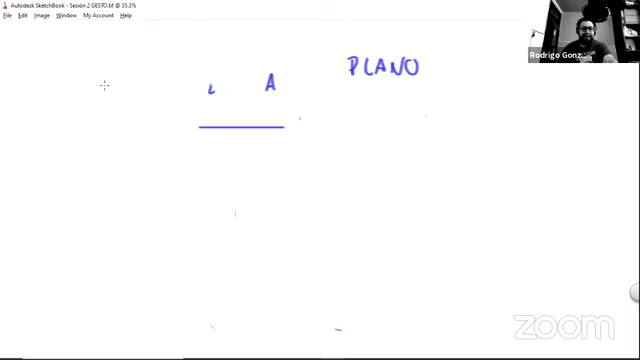 Autodesk SketchBook - Sesión 2 GESTO.tif @ 35.3%
File Edit Image Window My Account Help
PLANO
L A
Rodrigo Gonz...
zoom